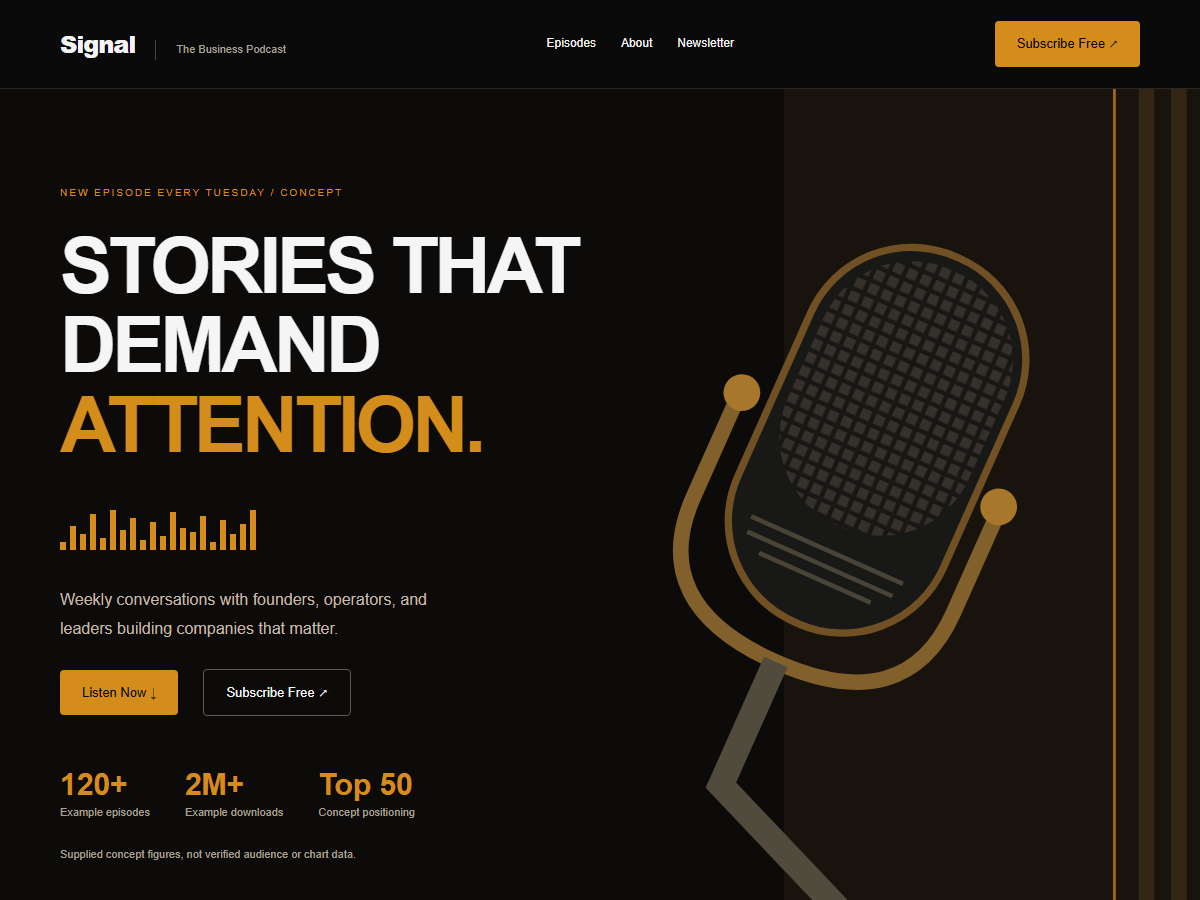 Signal
The Business Podcast
Episodes
About
Newsletter
Subscribe Free ↗
NEW EPISODE EVERY TUESDAY / CONCEPT
STORIES THAT
DEMAND
ATTENTION.
Weekly conversations with founders, operators, and
leaders building companies that matter.
Listen Now ↓
Subscribe Free ↗
120+
Example episodes
2M+
Example downloads
Top 50
Concept positioning
Supplied concept figures, not verified audience or chart data.